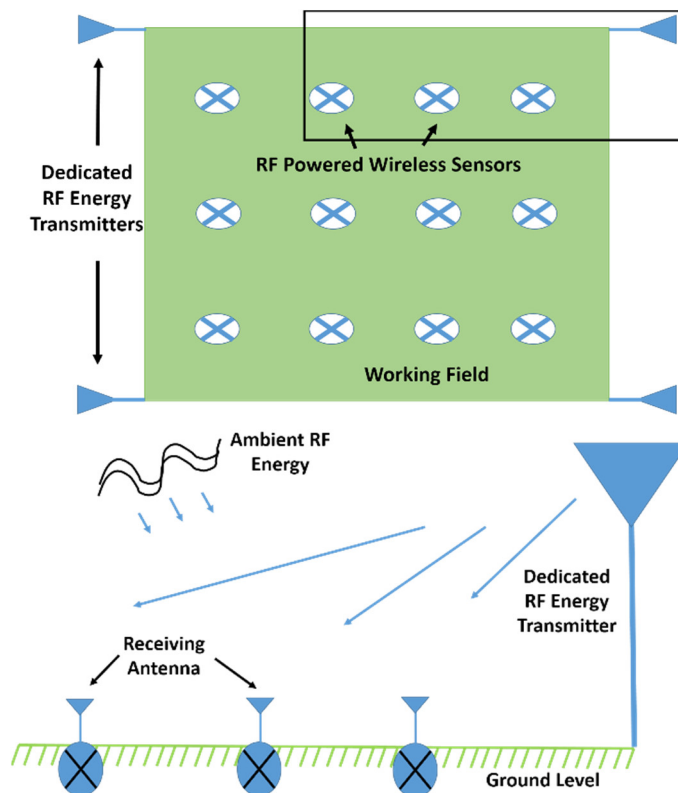 Dedicated
RF Energy
Transmitters
RF Powered Wireless Sensors
Working Field
Ambient RF
Energy
Dedicated
RF Energy
Transmitter
Receiving
Antenna
Ground Level